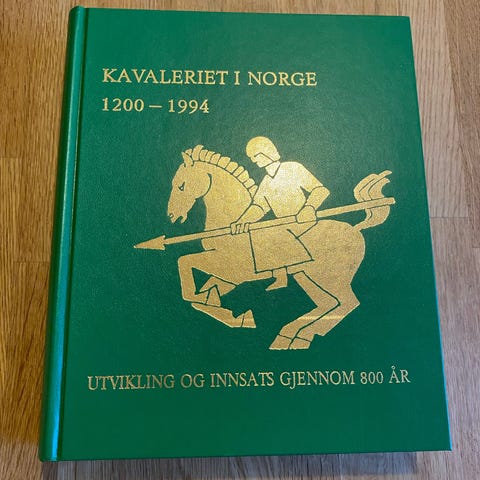 KAVALERIET I NORGE
1200 – 1994
UTVIKLING OG INNSATS GJENNOM 800 ÅR